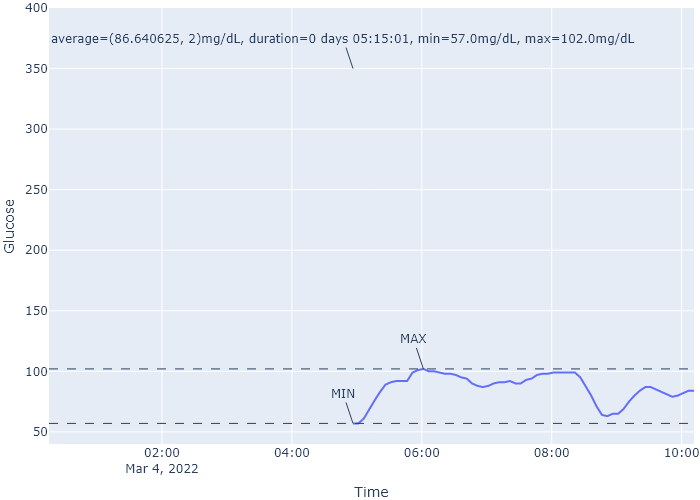 400
average=(86.640625, 2)mg/dL, duration=0 days 05:15:01, min=57.0mg/dL, max=102.0mg/dL
350
300
250
Glucose
200
150
MAX
100
MIN
50
02:00 04:00 06:00 08:00 10:00
Mar 4, 2022
Time